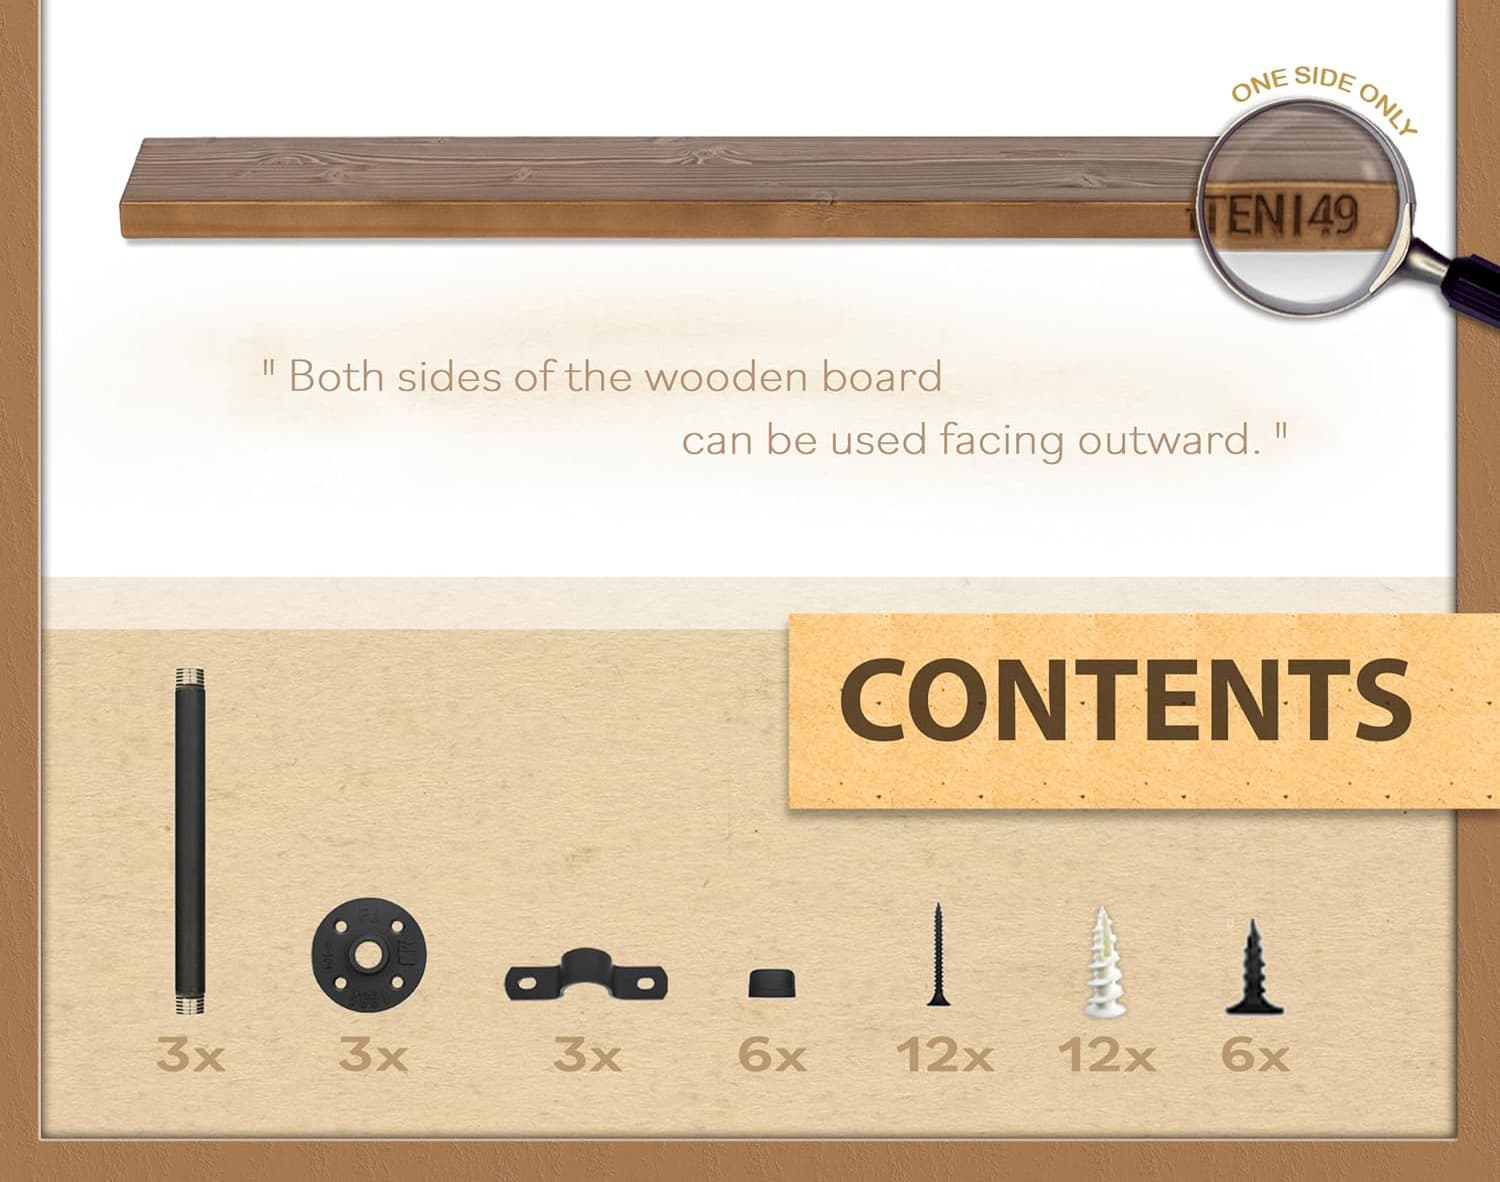 ONE SIDE ONLY
TEN149
" Both sides of the wooden board
can be used facing outward. "
CONTENTS
3x 3x 3x 6x 12x 12x 6x